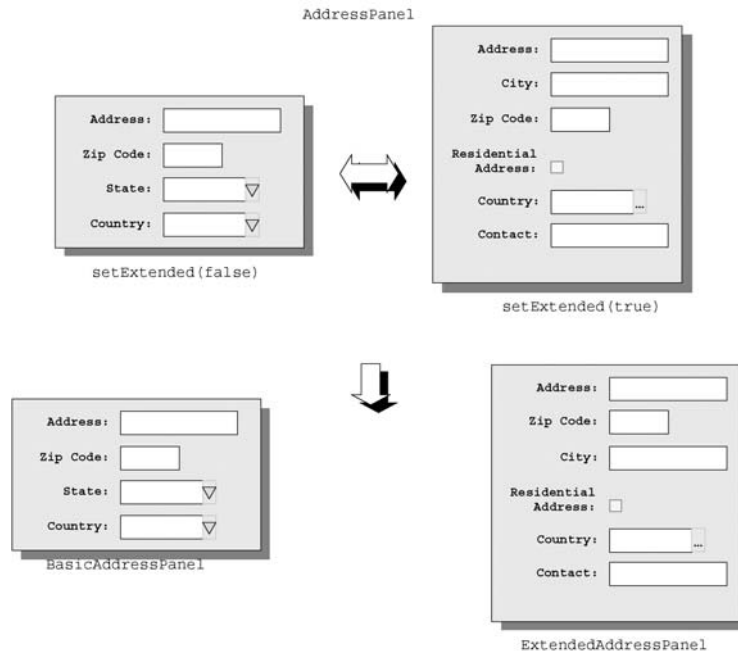 AddressPanel
Address:
Zip Code:
State:
Country:
setExtended(false)
Address:
City:
Zip Code:
Residential
Address:
Country:
...
Contact:
setExtended(true)
Address:
Zip Code:
State:
Country:
BasicAddressPanel
Address:
Zip Code:
City:
Residential
Address:
Country:
...
Contact:
ExtendedAddressPanel